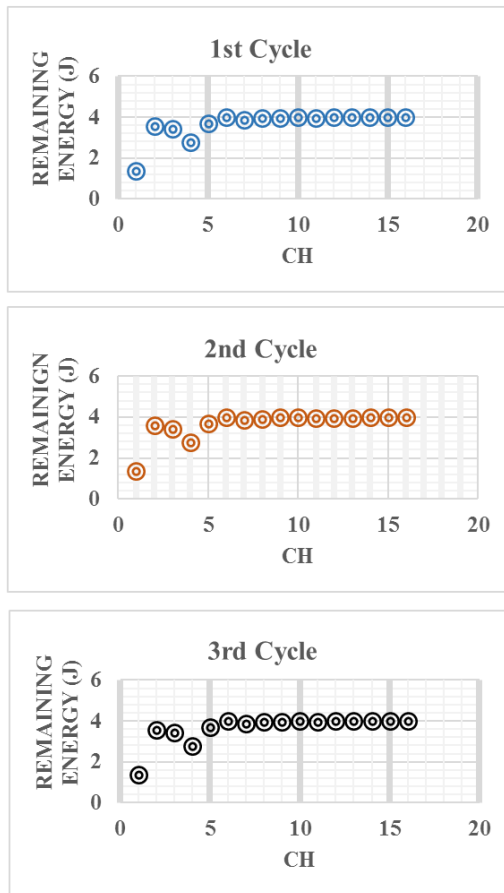 1st Cycle
REMAINING
ENERGY (J)
6
4
2
0
0 5 10 15 20
CH
2nd Cycle
REMAINIGN
ENERGY (J)
6
4
2
0
0 5 10 15 20
CH
3rd Cycle
REMAINING
ENERGY (J)
6
4
2
0
0 5 10 15 20
CH